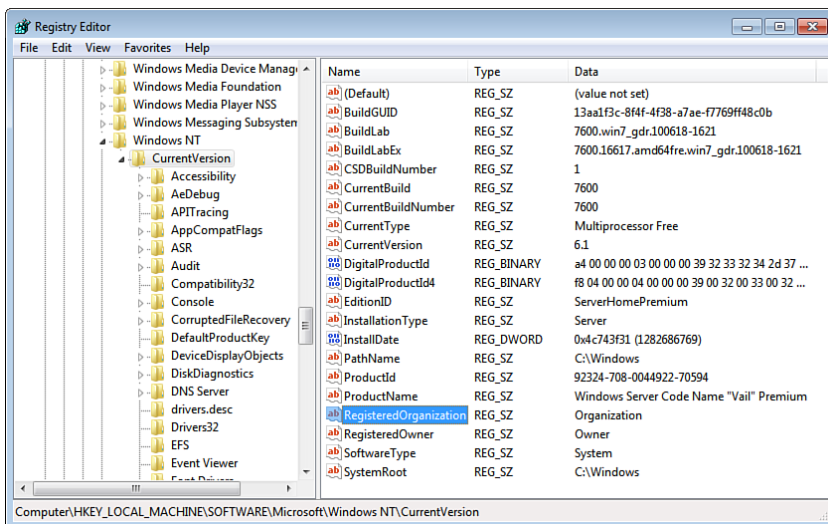 Registry Editor
File Edit View Favorites Help
Windows Media Device Manag
Windows Media Foundation
Windows Media Player NSS
Windows Messaging Subsystem
Windows NT
CurrentVersion
Accessibility
AeDebug
APITracing
AppCompatFlags
ASR
Audit
Compatibility32
Console
CorruptedFileRecovery
DefaultProductKey
DeviceDisplayObjects
DiskDiagnostics
DNS Server
drivers.desc
Drivers32
EFS
Event Viewer
Font Drivers
Name Type Data
(Default) REG_SZ (value not set)
BuildGUID REG_SZ 13aa1f3c-8f4f-4f38-a7ae-f7769ff48c0b
BuildLab REG_SZ 7600.win7_gdr.100618-1621
BuildLabEx REG_SZ 7600.16617.amd64fre.win7_gdr.100618-1621
CSDBuildNumber REG_SZ 1
CurrentBuild REG_SZ 7600
CurrentBuildNumber REG_SZ 7600
CurrentType REG_SZ Multiprocessor Free
CurrentVersion REG_SZ 6.1
DigitalProductId REG_BINARY a4 00 00 00 03 00 00 00 39 32 33 32 34 2d 37 ...
DigitalProductId4 REG_BINARY f8 04 00 00 04 00 00 00 39 00 32 00 33 00 32 ...
EditionID REG_SZ ServerHomePremium
InstallationType REG_SZ Server
InstallDate REG_DWORD 0x4c743f31 (1282686769)
PathName REG_SZ C:\Windows
ProductId REG_SZ 92324-708-0044922-70594
ProductName REG_SZ Windows Server Code Name "Vail" Premium
RegisteredOrganization REG_SZ Organization
RegisteredOwner REG_SZ Owner
SoftwareType REG_SZ System
SystemRoot REG_SZ C:\Windows
Computer\HKEY_LOCAL_MACHINE\SOFTWARE\Microsoft\Windows NT\CurrentVersion